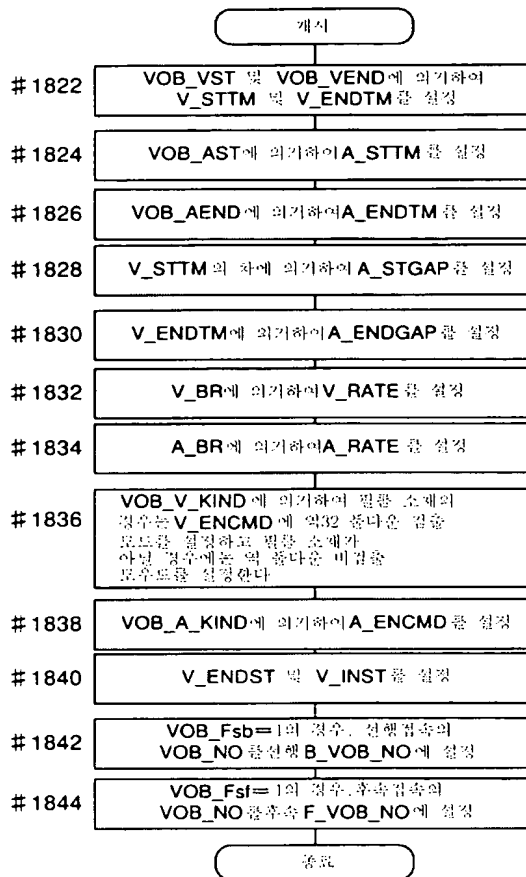 개시
#1822
VOB_VST 및 VOB_VEND에 의거하여
V_STTM 및 V_ENDTM를 설정
#1824
VOB_AST에 의거하여A_STTM를 설정
#1826
VOB_AEND에 의거하여A_ENDTM를 설정
#1828
V_STTM의 차에 의거하여A_STGAP를 설정
#1830
V_ENDTM에 의거하여A_ENDGAP를 설정
#1832
V_BR에 의거하여V_RATE를 설정
#1834
A_BR에 의거하여A_RATE를 설정
#1836
VOB_V_KIND에 의거하여 필름 소재의
경우는V_ENCMD에 역32 풀다운 있음
모드를 설정하고 필름 소재가
아닐 경우에는 역 풀다운 비있음
모우드를 설정한다
#1838
VOB_A_KIND에 의거하여A_ENCMD를 설정
#1840
V_ENDST 및 V_INST를 설정
#1842
VOB_Fsb=1의 경우, 선행접속의
VOB_NO를선행B_VOB_NO에 설정
#1844
VOB_Fsf=1의 경우,후속접속의
VOB_NO를후속F_VOB_NO에 설정
종료